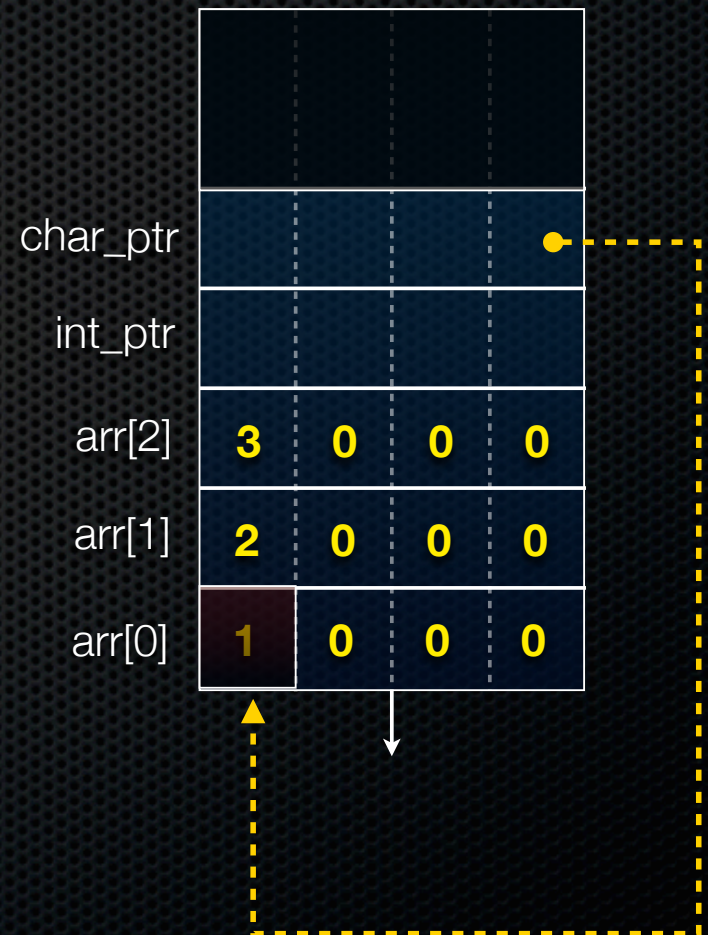 char_ptr
int_ptr
arr[2] 3 0 0 0
arr[1] 2 0 0 0
arr[0] 1 0 0 0